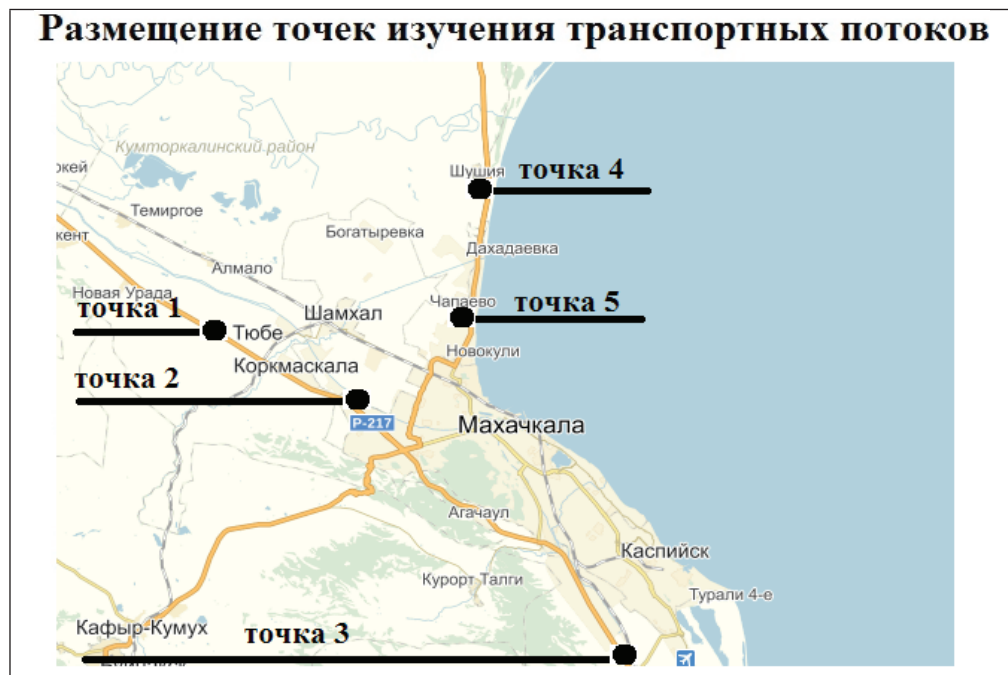 Размещение точек изучения транспортных потоков
Кумторкалинский район
Шушия
точка 4
Темиргое
Богатыревка
Дахадаевка
Алмало
Новая Урада
Чапаево
точка 5
точка 1
Шамхал
Тюбе
Новокули
Коркмаскала
точка 2
Р-217
Махачкала
Агачаул
Каспийск
Курорт Талги
Турали 4-е
Кафыр-Кумух
точка 3